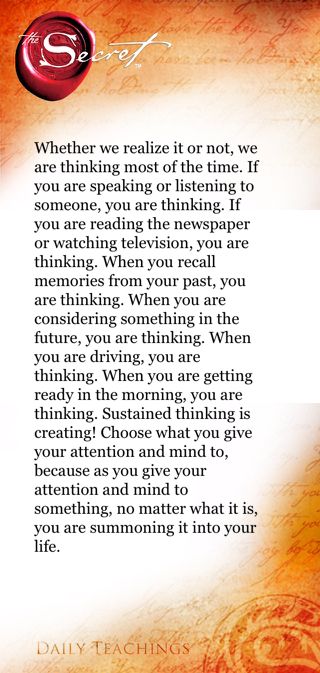 the Secret™
Whether we realize it or not, we
are thinking most of the time. If
you are speaking or listening to
someone, you are thinking. If
you are reading the newspaper
or watching television, you are
thinking. When you recall
memories from your past, you
are thinking. When you are
considering something in the
future, you are thinking. When
you are driving, you are
thinking. When you are getting
ready in the morning, you are
thinking. Sustained thinking is
creating! Choose what you give
your attention and mind to,
because as you give your
attention and mind to
something, no matter what it is,
you are summoning it into your
life.
Daily Teachings